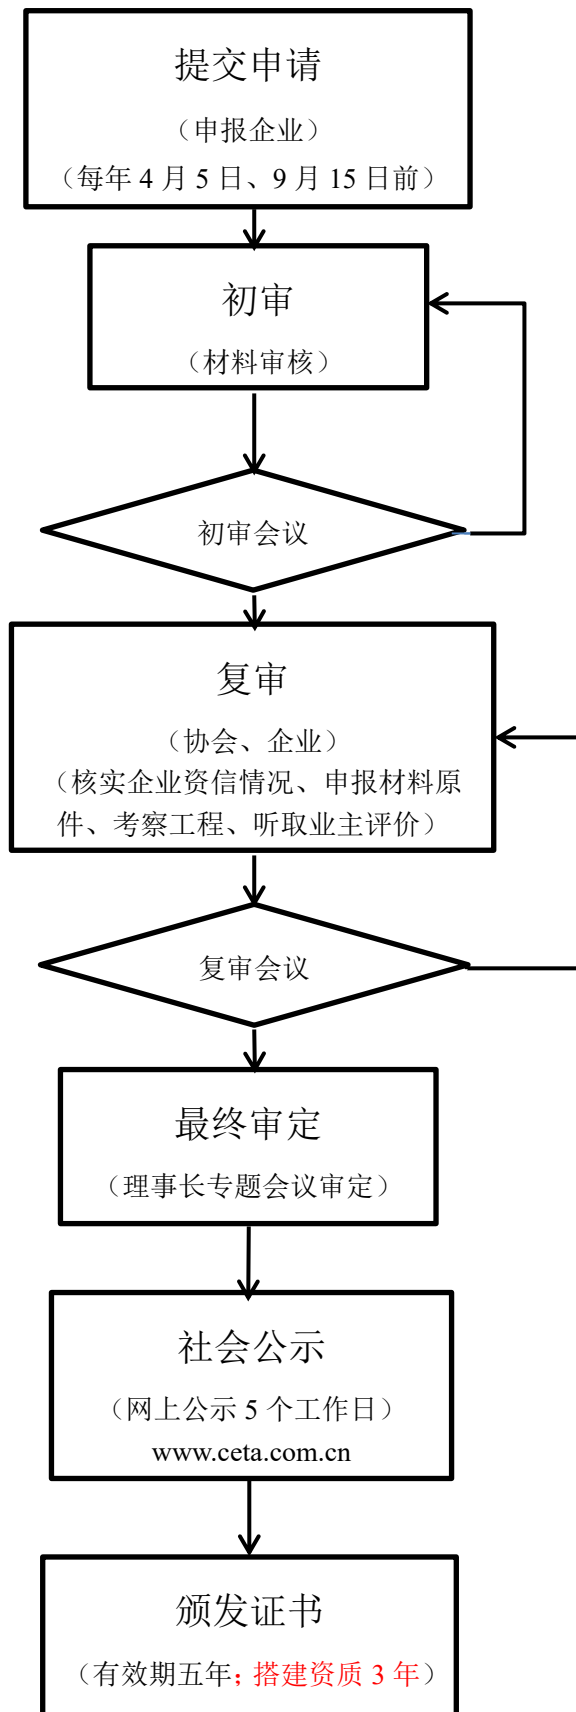 提交申请
（申报企业）
（每年 4 月 5 日、9 月 15 日前）
初审
（材料审核）
初审会议
复审
（协会、企业）
（核实企业资信情况、申报材料原
件、考察工程、听取业主评价）
复审会议
最终审定
（理事长专题会议审定）
社会公示
（网上公示 5 个工作日）
www.ceta.com.cn
颁发证书
（有效期五年；搭建资质 3 年）